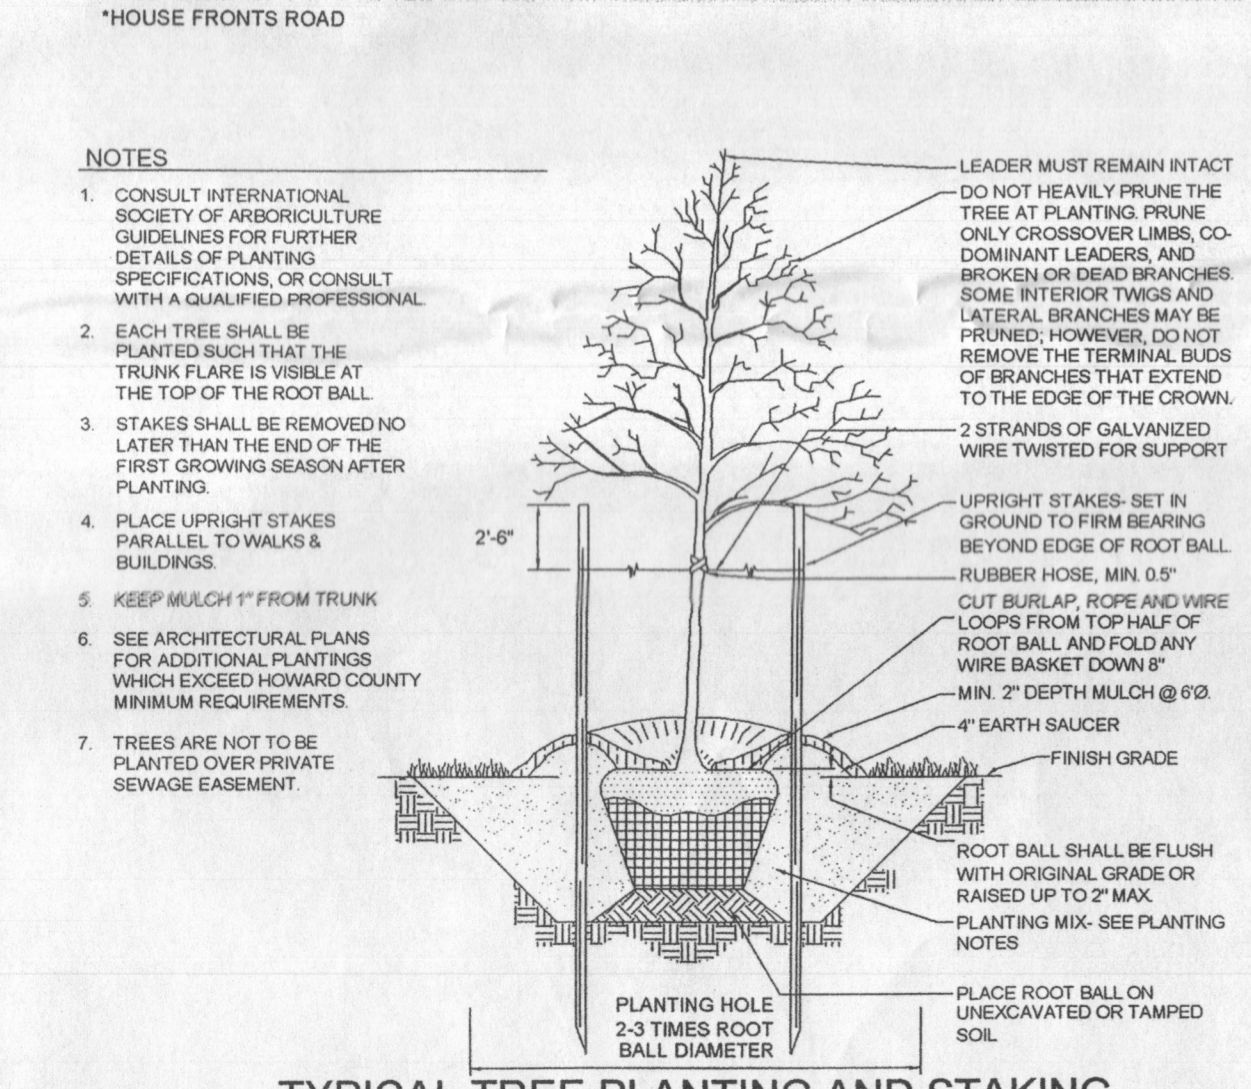 *HOUSE FRONTS ROAD
NOTES
1. CONSULT INTERNATIONAL
SOCIETY OF ARBORICULTURE
GUIDELINES FOR FURTHER
DETAILS OF PLANTING
SPECIFICATIONS, OR CONSULT
WITH A QUALIFIED PROFESSIONAL.
2. EACH TREE SHALL BE
PLANTED SUCH THAT THE
TRUNK FLARE IS VISIBLE AT
THE TOP OF THE ROOT BALL.
3. STAKES SHALL BE REMOVED NO
LATER THAN THE END OF THE
FIRST GROWING SEASON AFTER
PLANTING.
4. PLACE UPRIGHT STAKES
PARALLEL TO WALKS &
BUILDINGS.
5. KEEP MULCH 1" FROM TRUNK
6. SEE ARCHITECTURAL PLANS
FOR ADDITIONAL PLANTINGS
WHICH EXCEED HOWARD COUNTY
MINIMUM REQUIREMENTS.
7. TREES ARE NOT TO BE
PLANTED OVER PRIVATE
SEWAGE EASEMENT.
2'-6"
LEADER MUST REMAIN INTACT
DO NOT HEAVILY PRUNE THE
TREE AT PLANTING. PRUNE
ONLY CROSSOVER LIMBS, CO-
DOMINANT LEADERS, AND
BROKEN OR DEAD BRANCHES.
SOME INTERIOR TWIGS AND
LATERAL BRANCHES MAY BE
PRUNED; HOWEVER, DO NOT
REMOVE THE TERMINAL BUDS
OF BRANCHES THAT EXTEND
TO THE EDGE OF THE CROWN.
2 STRANDS OF GALVANIZED
WIRE TWISTED FOR SUPPORT
UPRIGHT STAKES- SET IN
GROUND TO FIRM BEARING
BEYOND EDGE OF ROOT BALL.
RUBBER HOSE, MIN. 0.5"
CUT BURLAP, ROPE AND WIRE
LOOPS FROM TOP HALF OF
ROOT BALL AND FOLD ANY
WIRE BASKET DOWN 8"
MIN. 2" DEPTH MULCH @ 6'Ø.
4" EARTH SAUCER
FINISH GRADE
ROOT BALL SHALL BE FLUSH
WITH ORIGINAL GRADE OR
RAISED UP TO 2" MAX.
PLANTING MIX- SEE PLANTING
NOTES
PLACE ROOT BALL ON
UNEXCAVATED OR TAMPED
SOIL
PLANTING HOLE
2-3 TIMES ROOT
BALL DIAMETER
TYPICAL TREE PLANTING AND STAKING